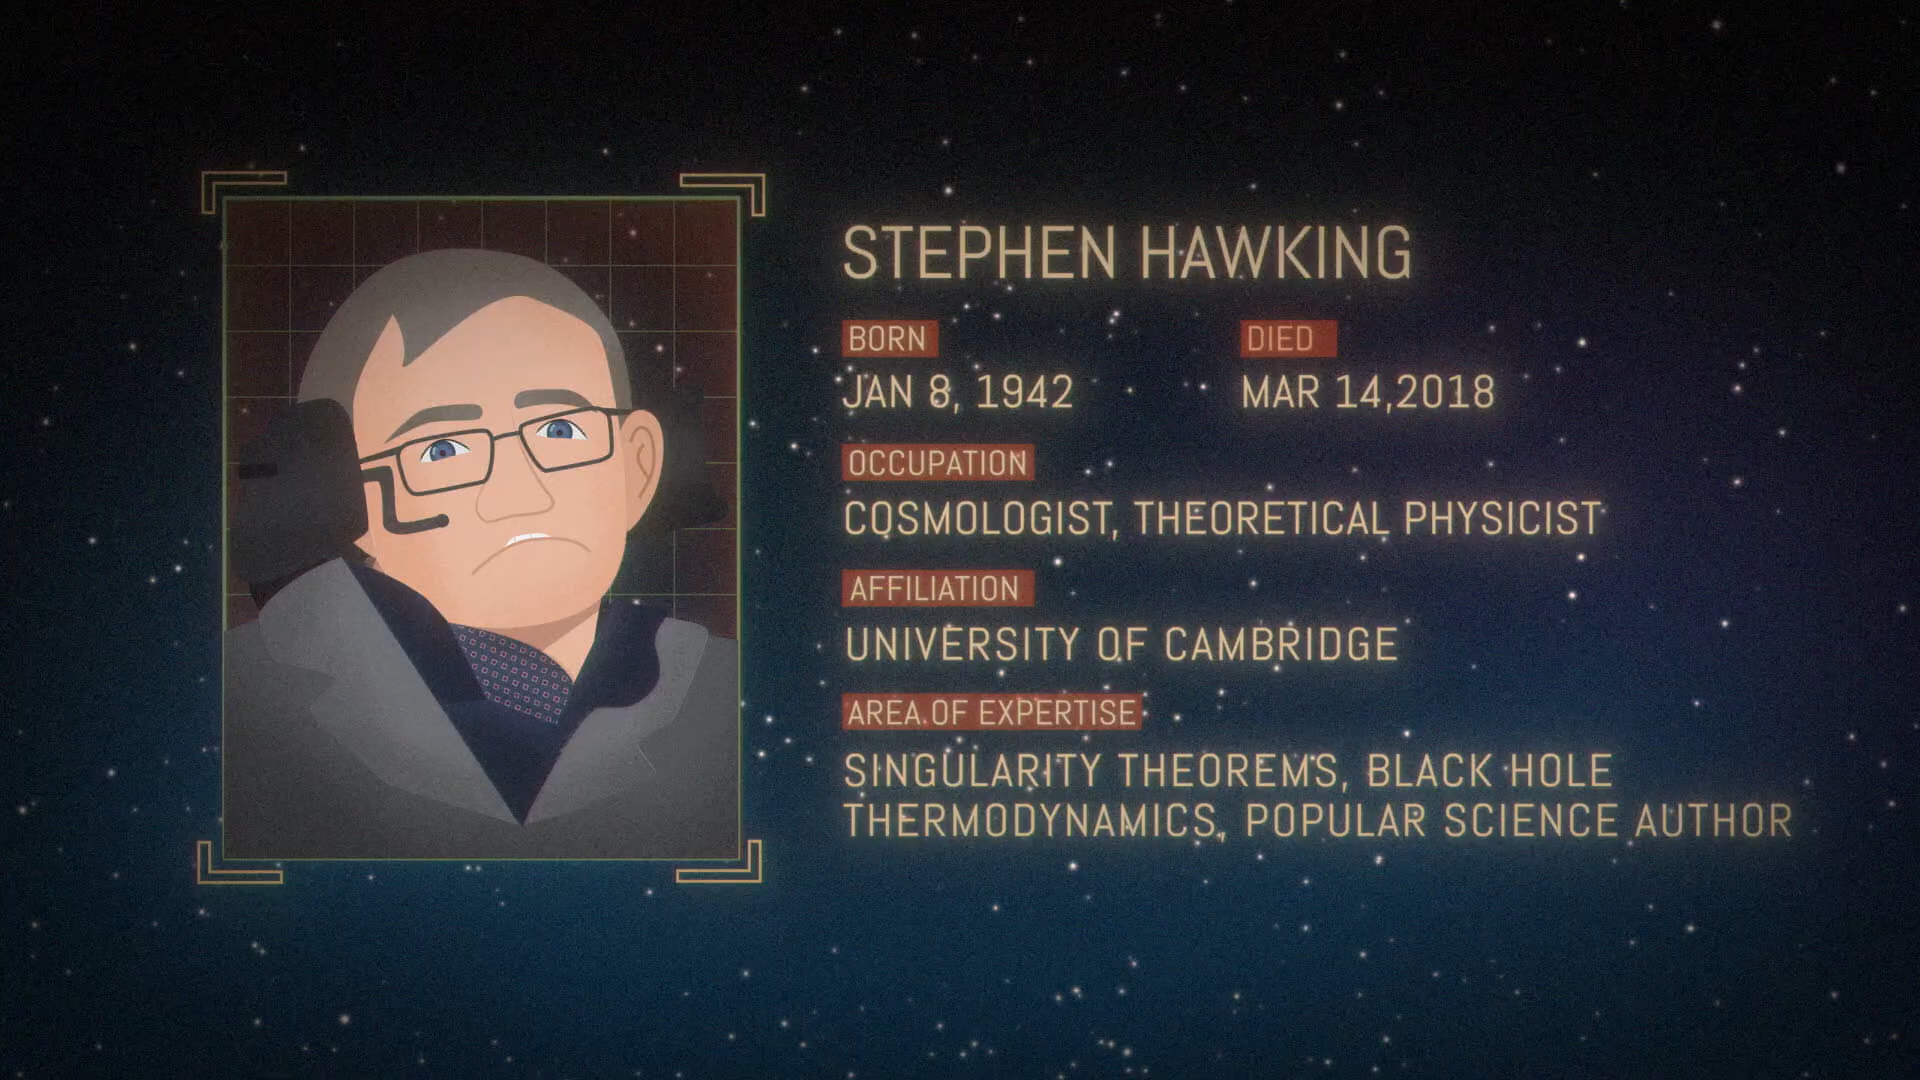 STEPHEN HAWKING
BORN
DIED
JAN 8, 1942
MAR 14,2018
OCCUPATION
COSMOLOGIST, THEORETICAL PHYSICIST
AFFILIATION
UNIVERSITY OF CAMBRIDGE
AREA OF EXPERTISE
SINGULARITY THEOREMS, BLACK HOLE
THERMODYNAMICS, POPULAR SCIENCE AUTHOR